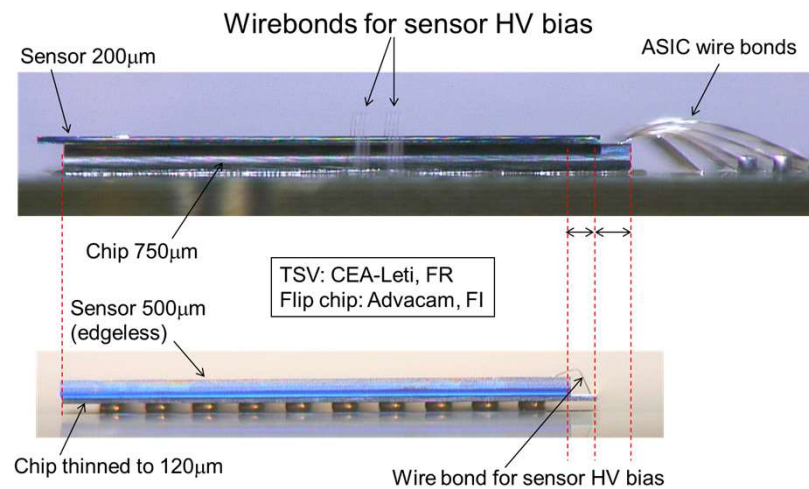 Wirebonds for sensor HV bias
Sensor 200μm
ASIC wire bonds
Chip 750μm
TSV: CEA-Leti, FR
Flip chip: Advacam, FI
Sensor 500μm
(edgeless)
Chip thinned to 120μm
Wire bond for sensor HV bias